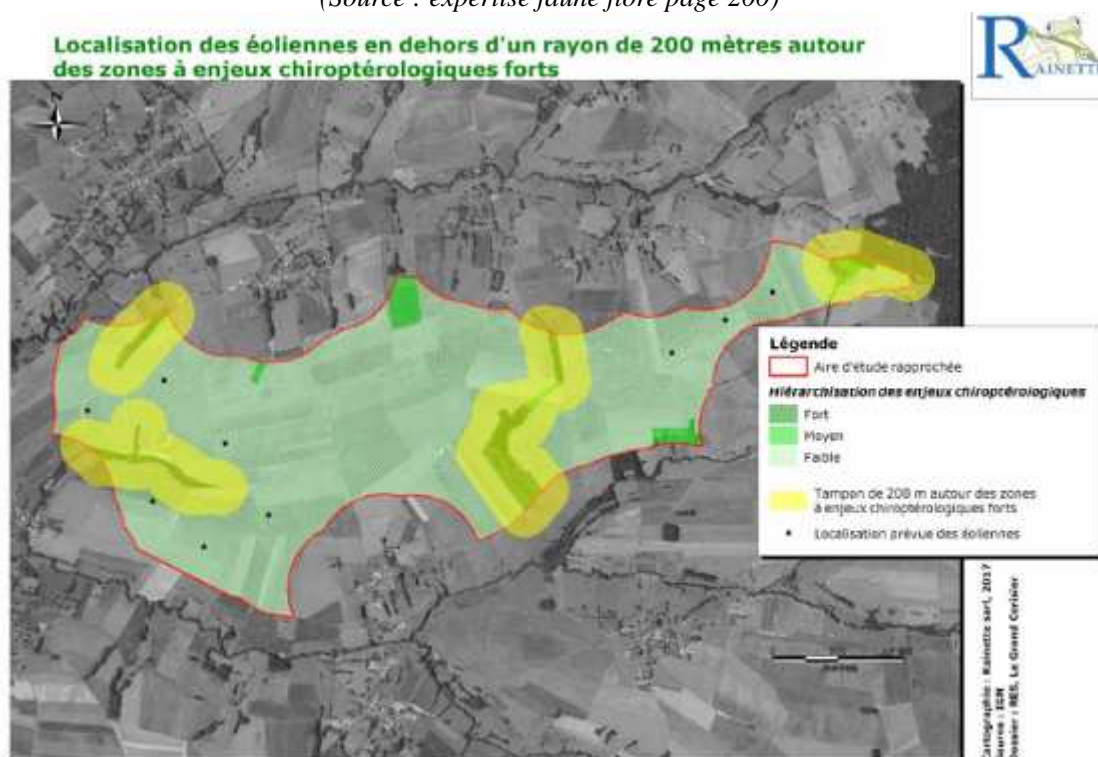 (Source : expertise faune flore page 200)
Localisation des éoliennes en dehors d'un rayon de 200 mètres autour
des zones à enjeux chiroptérologiques forts
RAINETTE
Légende
Aire d'étude rapprochée
Hiérarchisation des enjeux chiroptérologiques
Fort
Moyen
Faible
Tampon de 200 m autour des zones
à enjeux chiroptérologiques forts
Localisation prévue des éoliennes
Cartographie : Rainette sarl, 2017
Source : IGN
Dossier : RES, Le Grand Cerisier